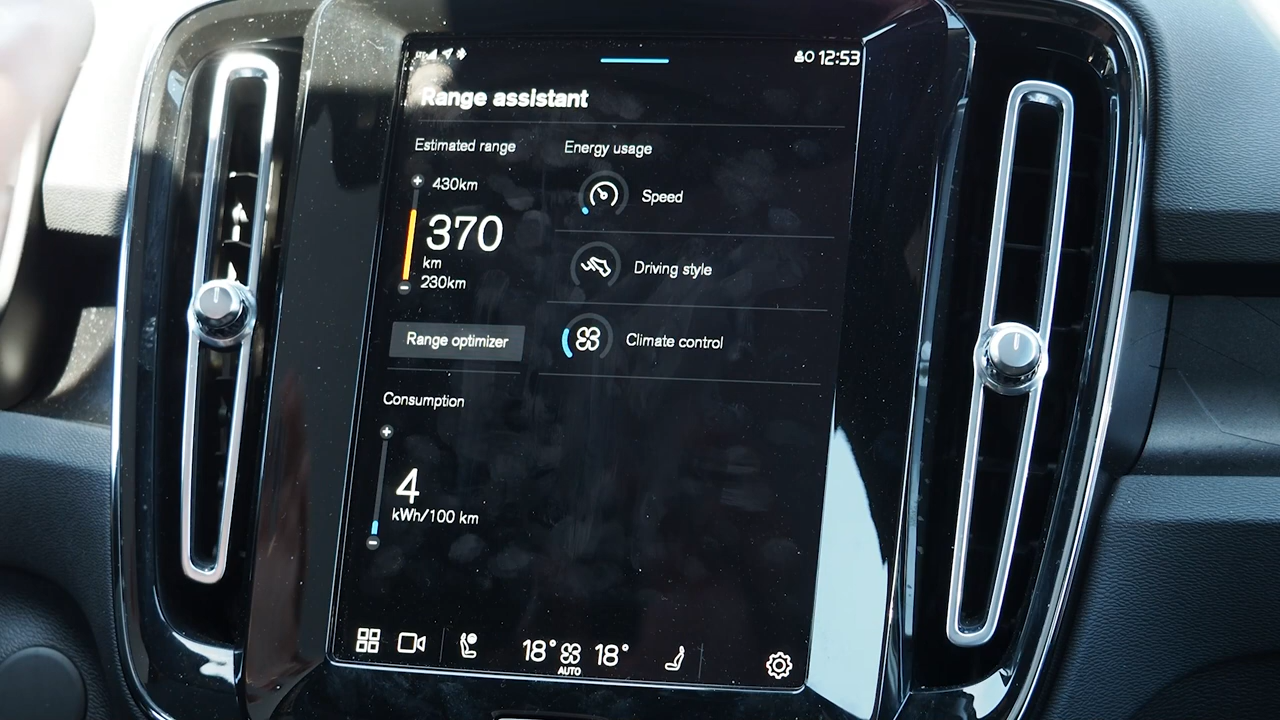 12:53
Range assistant
Estimated range
430km
370
km
230km
Range optimizer
Energy usage
Speed
Driving style
Climate control
Consumption
4
kWh/100 km
18° 18°
AUTO